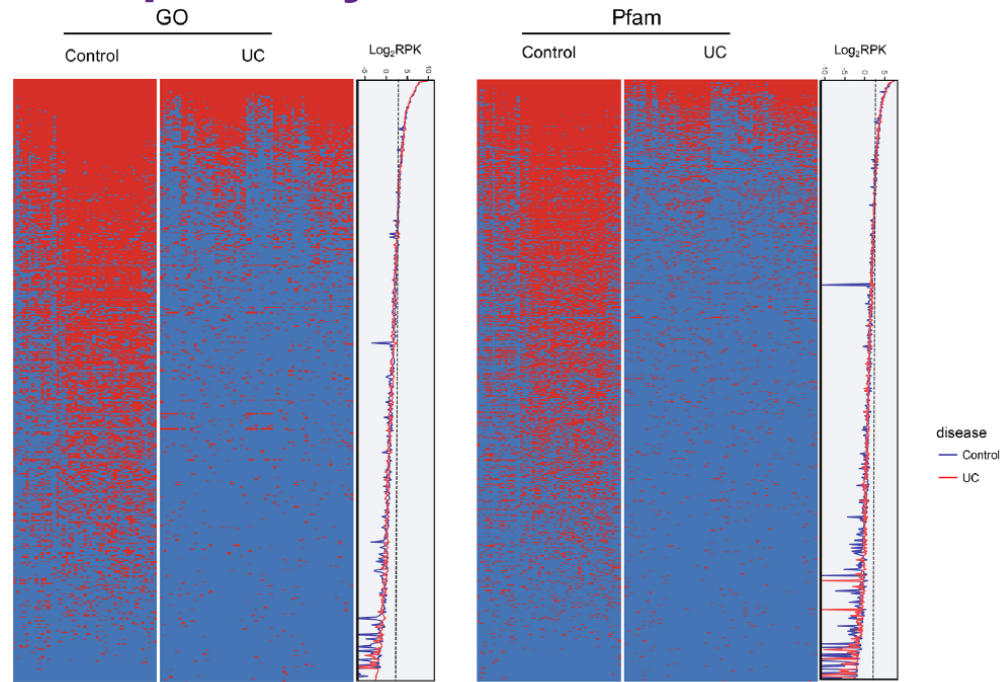 GO
Pfam
Control UC Log₂RPK
Control UC Log₂RPK
-5 0 5 10
-10 -5 0 5
disease
Control
UC